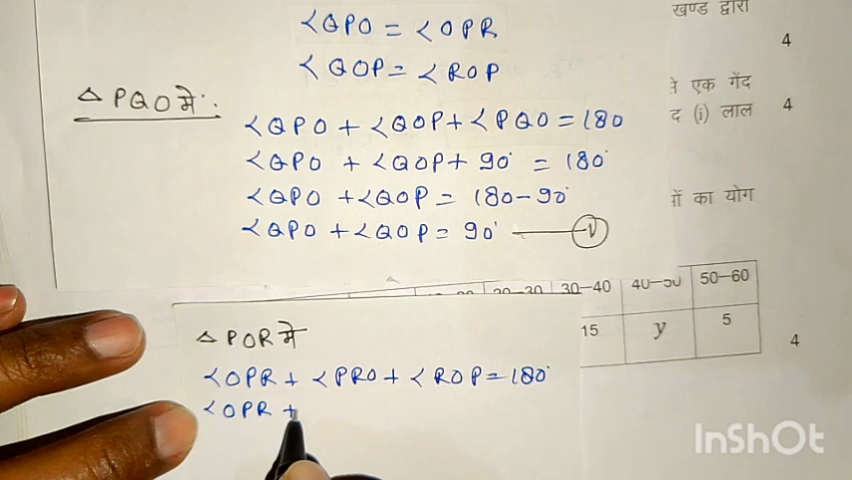 <QPO = <OPR
<QOP = <ROP
△ PQO में:
<QPO + <QOP + <PQO = 180
<QPO + <QOP + 90° = 180°
<QPO + <QOP = 180 - 90°
<QPO + <QOP = 90°
खण्ड द्वारा
4
एक गेंद
द (i) लाल 4
का योग
20-30 30-40 40-50 50-60
15 y 5
4
△ POR में
<OPR + <PRO + <ROP = 180°
<OPR +
InShOt